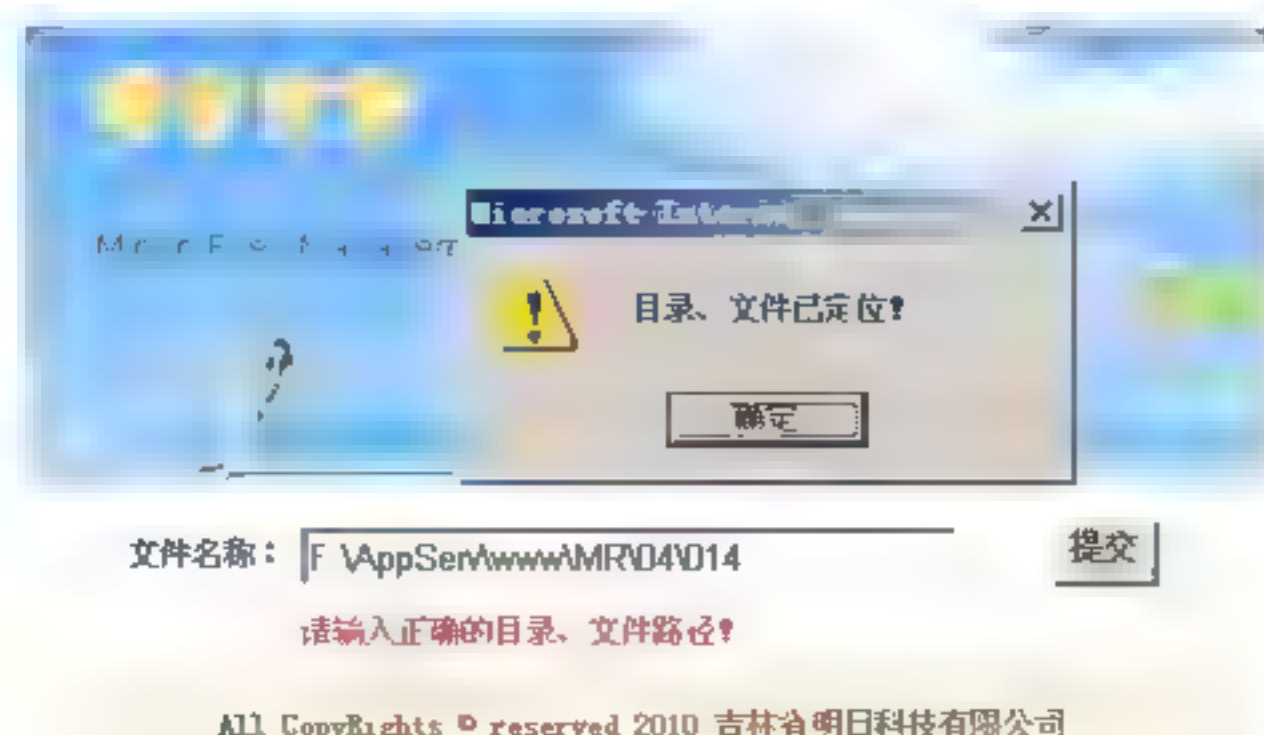 Microsoft
目录、文件已定位!
确定
文件名称：
F \AppServ\www\MR\04\014
提交
请输入正确的目录、文件路径!
All CopyRights © reserved 2010 吉林省明日科技有限公司